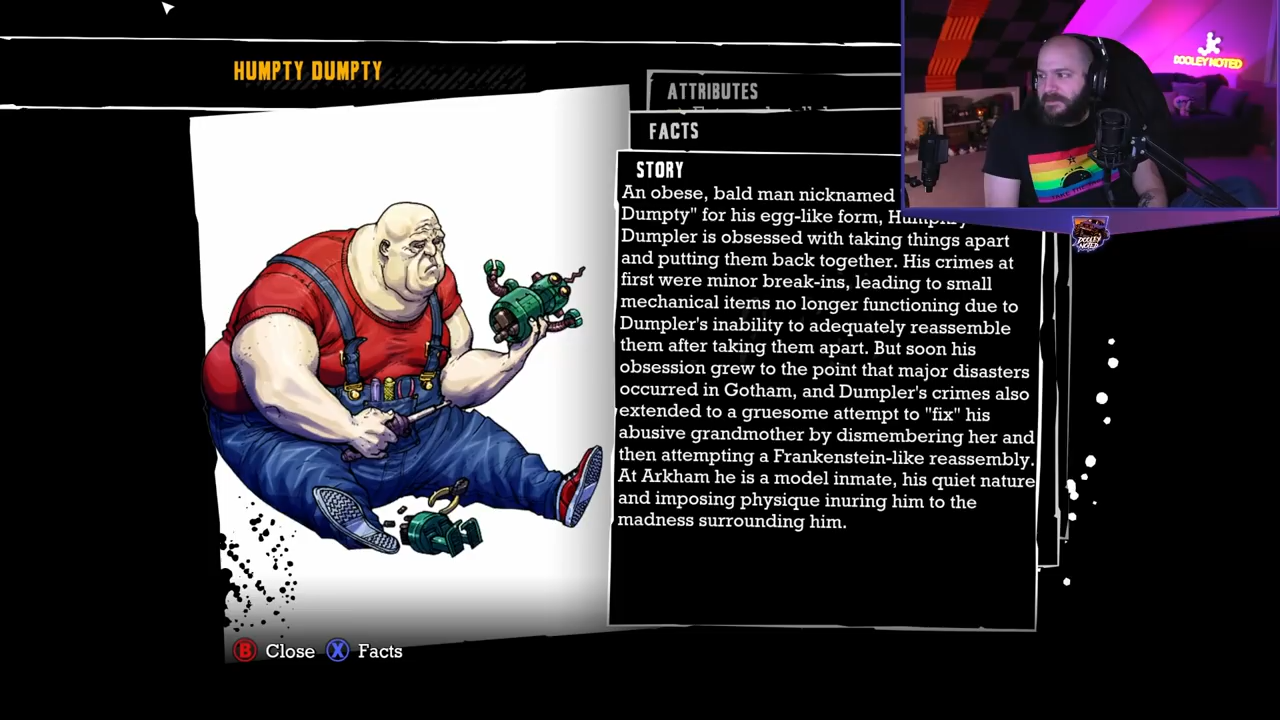 HUMPTY DUMPTY
ATTRIBUTES
FACTS
STORY
An obese, bald man nicknamed
Dumpty" for his egg-like form,
Dumpler is obsessed with taking things apart
and putting them back together. His crimes at
first were minor break-ins, leading to small
mechanical items no longer functioning due to
Dumpler's inability to adequately reassemble
them after taking them apart. But soon his
obsession grew to the point that major disasters
occurred in Gotham, and Dumpler's crimes also
extended to a gruesome attempt to "fix" his
abusive grandmother by dismembering her and
then attempting a Frankenstein-like reassembly.
At Arkham he is a model inmate, his quiet nature
and imposing physique inuring him to the
madness surrounding him.
B Close X Facts
DOOLEY NOTED
DOOLEY
NOTED